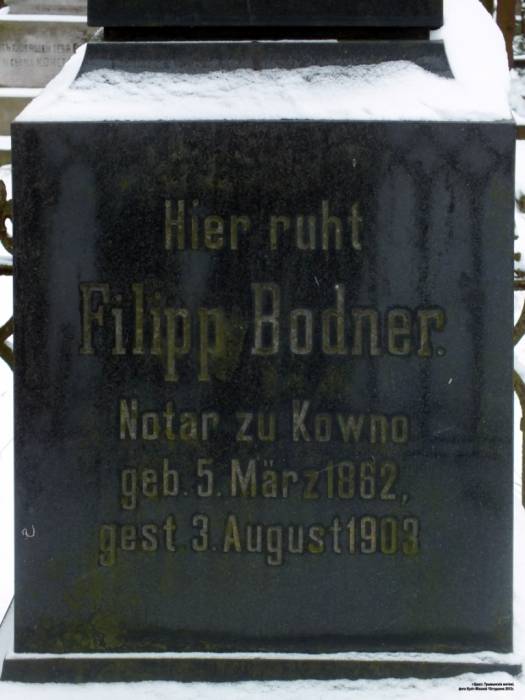 Hier ruht
Filipp Bodner.
Notar zu Kowno
geb. 5. März 1862,
gest. 3. August 1903